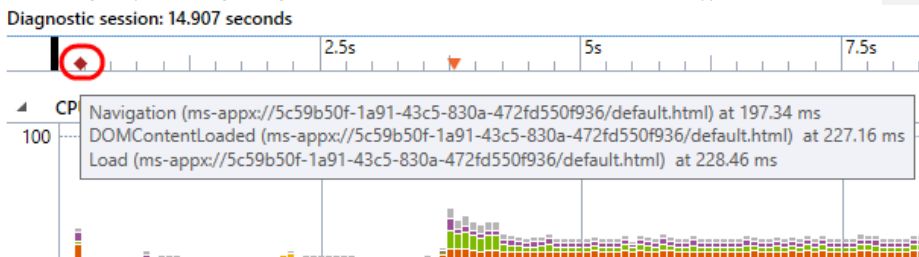 Diagnostic session: 14.907 seconds
2.5s 5s 7.5s
CP
Navigation (ms-appx://5c59b50f-1a91-43c5-830a-472fd550f936/default.html) at 197.34 ms
DOMContentLoaded (ms-appx://5c59b50f-1a91-43c5-830a-472fd550f936/default.html)  at 227.16 ms
Load (ms-appx://5c59b50f-1a91-43c5-830a-472fd550f936/default.html)  at 228.46 ms
100